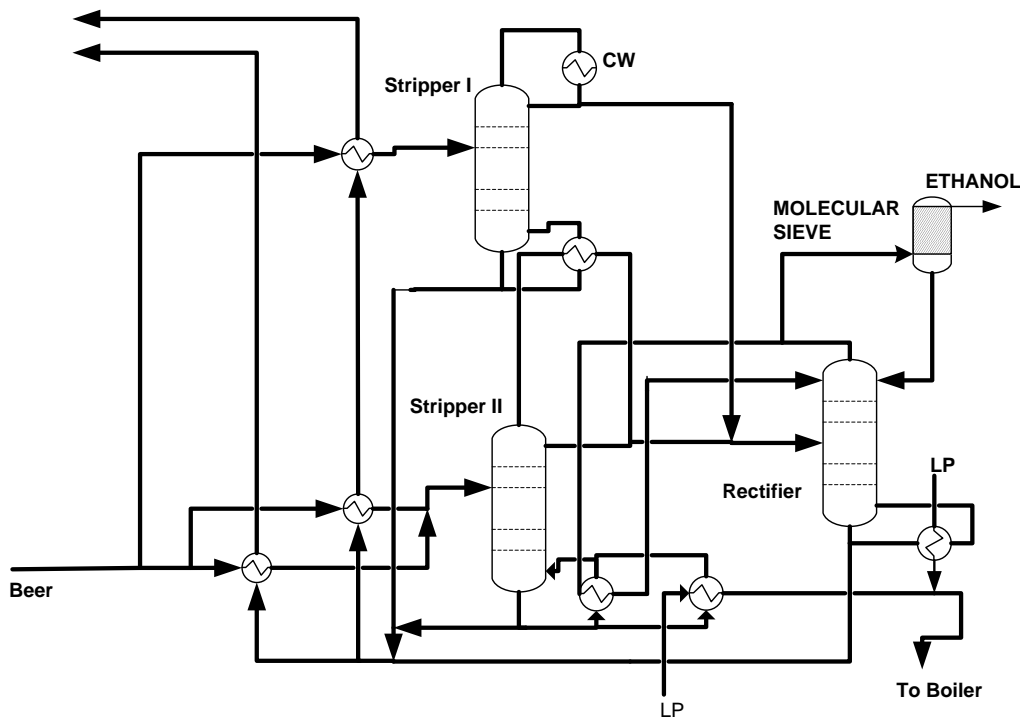 CW
Stripper I
ETHANOL
MOLECULAR
SIEVE
Stripper II
LP
Rectifier
Beer
To Boiler
LP